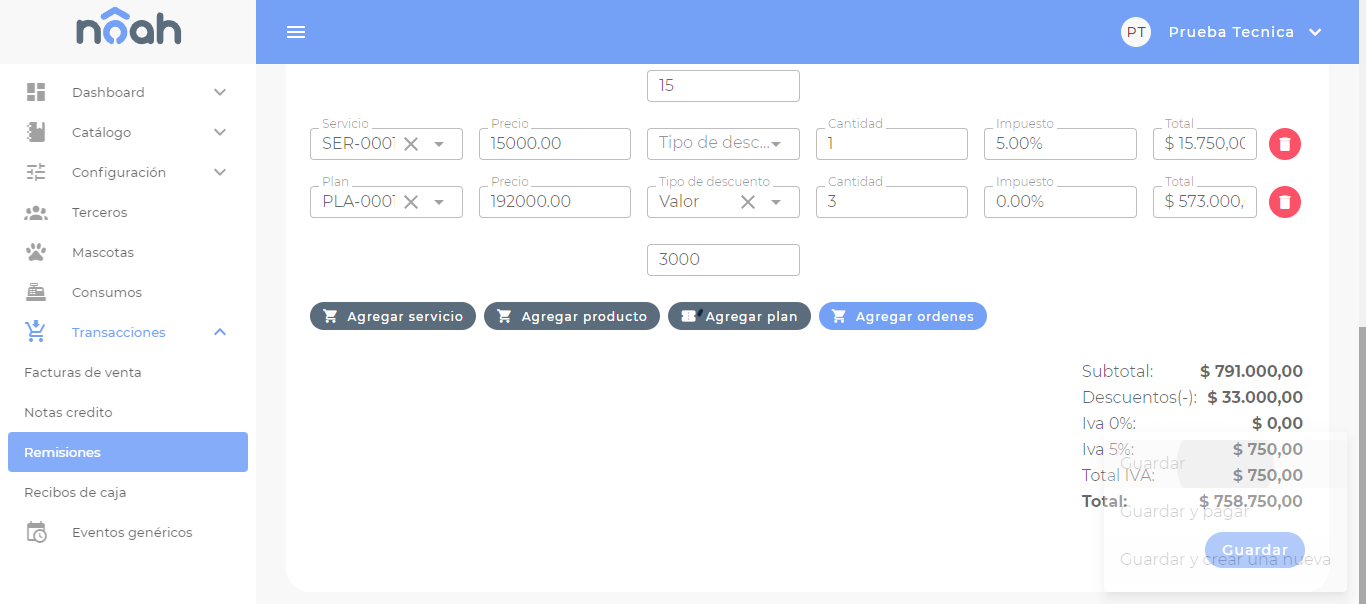 nôah
PT Prueba Tecnica
Dashboard
Catálogo
Configuración
Terceros
Mascotas
Consumos
Transacciones
Facturas de venta
Notas credito
Remisiones
Recibos de caja
Eventos genéricos
15
Servicio Precio Cantidad Impuesto Total
SER-0001 15000.00 Tipo de desc... 1 5.00% $ 15.750,00
Plan Precio Tipo de descuento Cantidad Impuesto Total
PLA-0001 192000.00 Valor 3 0.00% $ 573.000,
3000
Agregar servicio Agregar producto Agregar plan Agregar ordenes
Subtotal: $ 791.000,00
Descuentos(-): $ 33.000,00
Iva 0%: $ 0,00
Iva 5%: $ 750,00
Guardar
Total IVA: $ 750,00
Total: $ 758.750,00
Guardar y pagar
Guardar
Guardar y crear una nueva